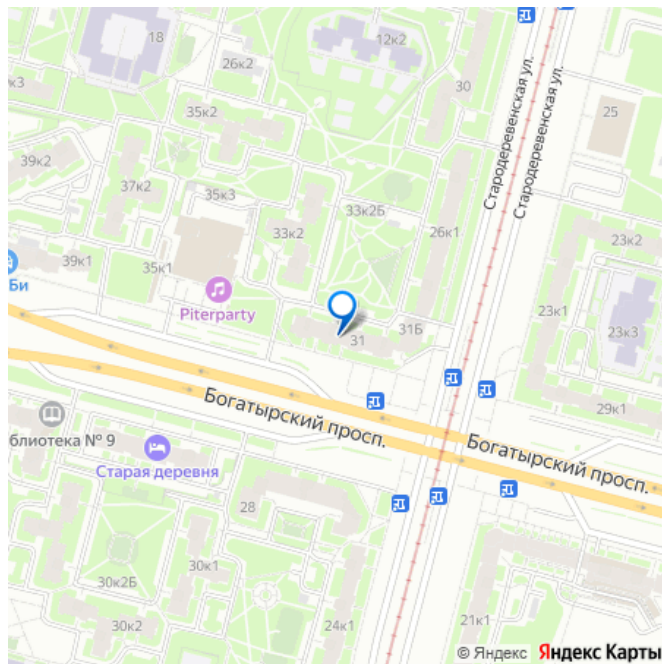 18
12к2
26к2
30
к3
35к2
25
Стародеревенская ул.
Стародеревенская ул.
39к2
37к2
35к3
33к2Б
33к2
26к1
23к2
39к1
35к1
Би
Piterparty
31
31Б
23к1
23к3
29к1
Богатырский просп.
Богатырский просп.
блиотека № 9
Старая деревня
28
30к1
30к2Б
30к2
24к1
21к1
© Яндекс Яндекс Карты